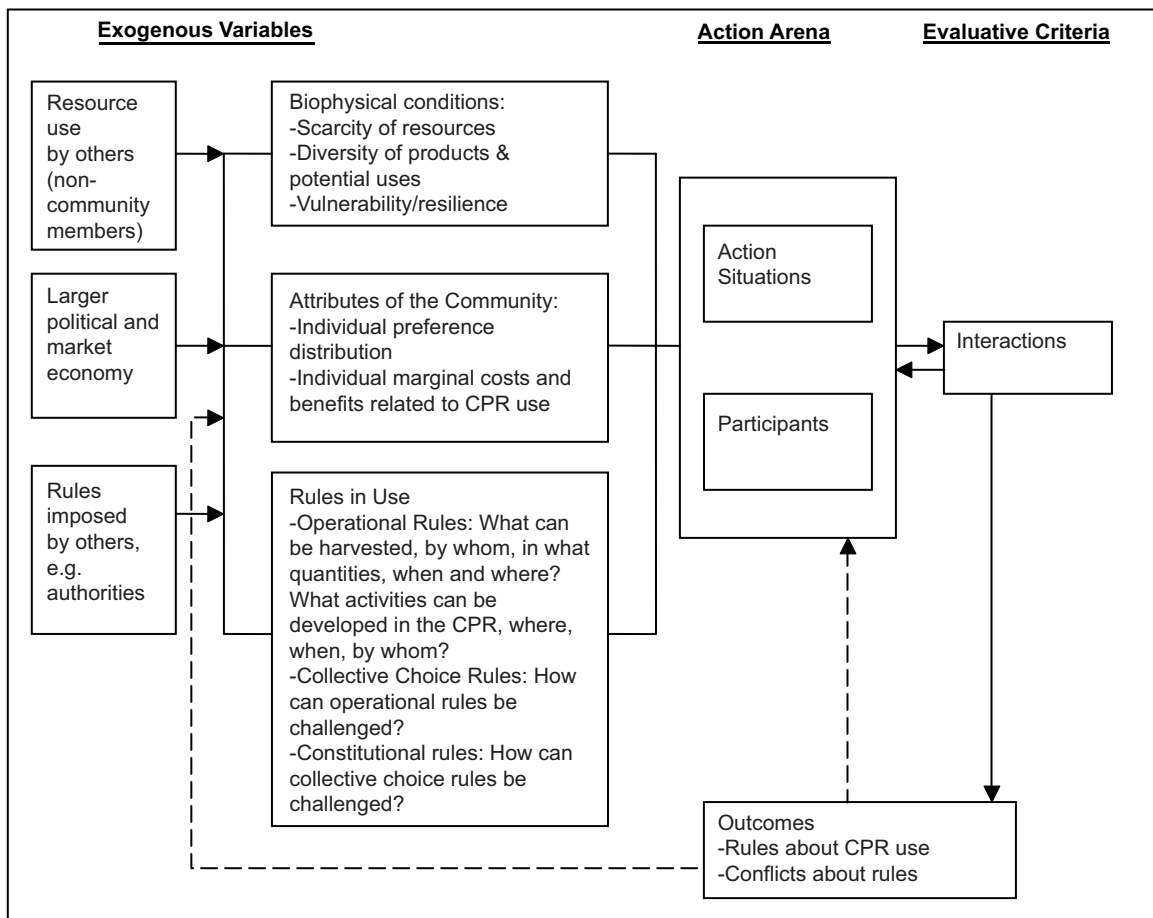 Exogenous Variables
Action Arena
Evaluative Criteria
Resource
use
by others
(non-
community
members)
Larger
political and
market
economy
Rules
imposed
by others,
e.g.
authorities
Biophysical conditions:
-Scarcity of resources
-Diversity of products &
potential uses
-Vulnerability/resilience
Attributes of the Community:
-Individual preference
distribution
-Individual marginal costs and
benefits related to CPR use
Rules in Use
-Operational Rules: What can
be harvested, by whom, in what
quantities, when and where?
What activities can be
developed in the CPR, where,
when, by whom?
-Collective Choice Rules: How
can operational rules be
challenged?
-Constitutional rules: How can
collective choice rules be
challenged?
Action
Situations
Participants
Interactions
Outcomes
-Rules about CPR use
-Conflicts about rules